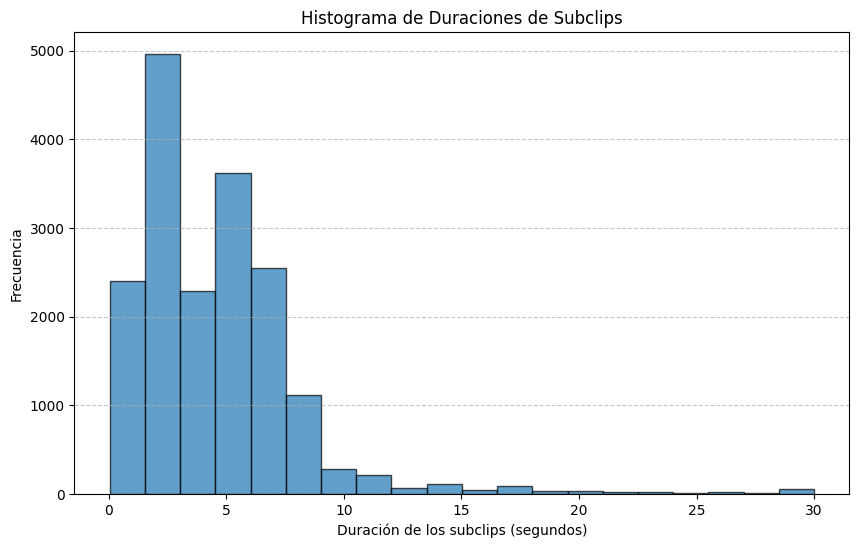 Histograma de Duraciones de Subclips
Frecuencia
5000
4000
3000
2000
1000
0
0 5 10 15 20 25 30
Duración de los subclips (segundos)